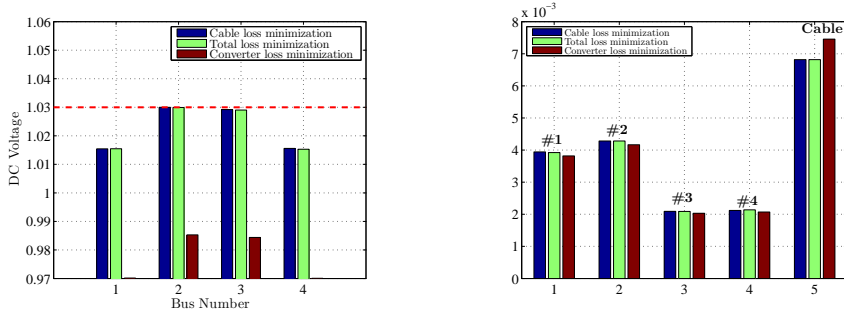 1.06
1.05
1.04
1.03
1.02
1.01
1
0.99
0.98
0.97
DC Voltage
Cable loss minimization
Total loss minimization
Converter loss minimization
1 2 3 4
Bus Number
8 x 10⁻³
7
6
5
4
3
2
1
0
Cable loss minimization
Total loss minimization
Converter loss minimization
Cable
#1
#2
#3
#4
1 2 3 4 5